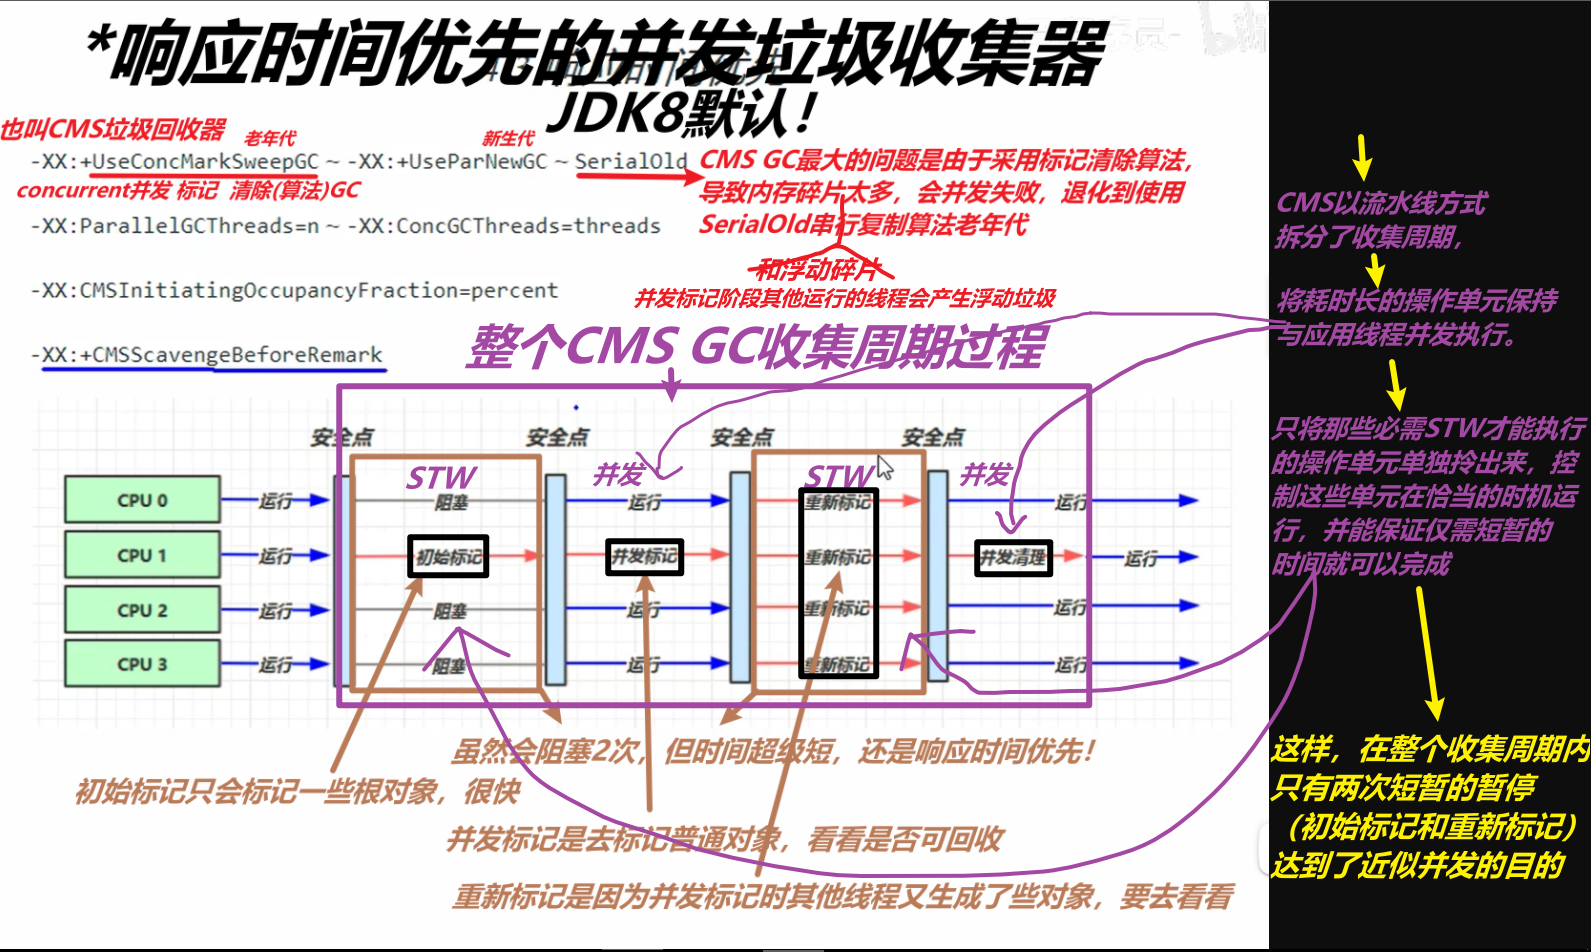 *响应时间优先的并发垃圾收集器
JDK8默认！
也叫CMS垃圾回收器
老年代
新生代
-XX:+UseConcMarkSweepGC ~ -XX:+UseParNewGC ~ SerialOld
concurrent并发 标记 清除(算法)GC
CMS GC最大的问题是由于采用标记清除算法，
导致内存碎片太多，会并发失败，退化到使用
SerialOld串行复制算法老年代
-XX:ParallelGCThreads=n ~ -XX:ConcGCThreads=threads
和浮动碎片
并发标记阶段其他运行的线程会产生浮动垃圾
-XX:CMSInitiatingOccupancyFraction=percent
-XX:+CMSScavengeBeforeRemark
整个CMS GC收集周期过程
安全点 安全点 安全点 安全点
STW 并发 STW 并发
CPU 0 运行 阻塞 运行 重新标记 运行
CPU 1 运行 初始标记 并发标记 重新标记 并发清理 运行
CPU 2 运行 阻塞 运行 重新标记 运行
CPU 3 运行 阻塞 运行 重新标记 运行
虽然会阻塞2次，但时间超级短，还是响应时间优先！
初始标记只会标记一些根对象，很快
并发标记是去标记普通对象，看看是否可回收
重新标记是因为并发标记时其他线程又生成了些对象，要去看看
CMS以流水线方式
拆分了收集周期，
将耗时长的操作单元保持
与应用线程并发执行。
只将那些必需STW才能执行
的操作单元单独拎出来，控
制这些单元在恰当的时机运
行，并能保证仅需短暂的
时间就可以完成
这样，在整个收集周期内
只有两次短暂的暂停
（初始标记和重新标记）
达到了近似并发的目的